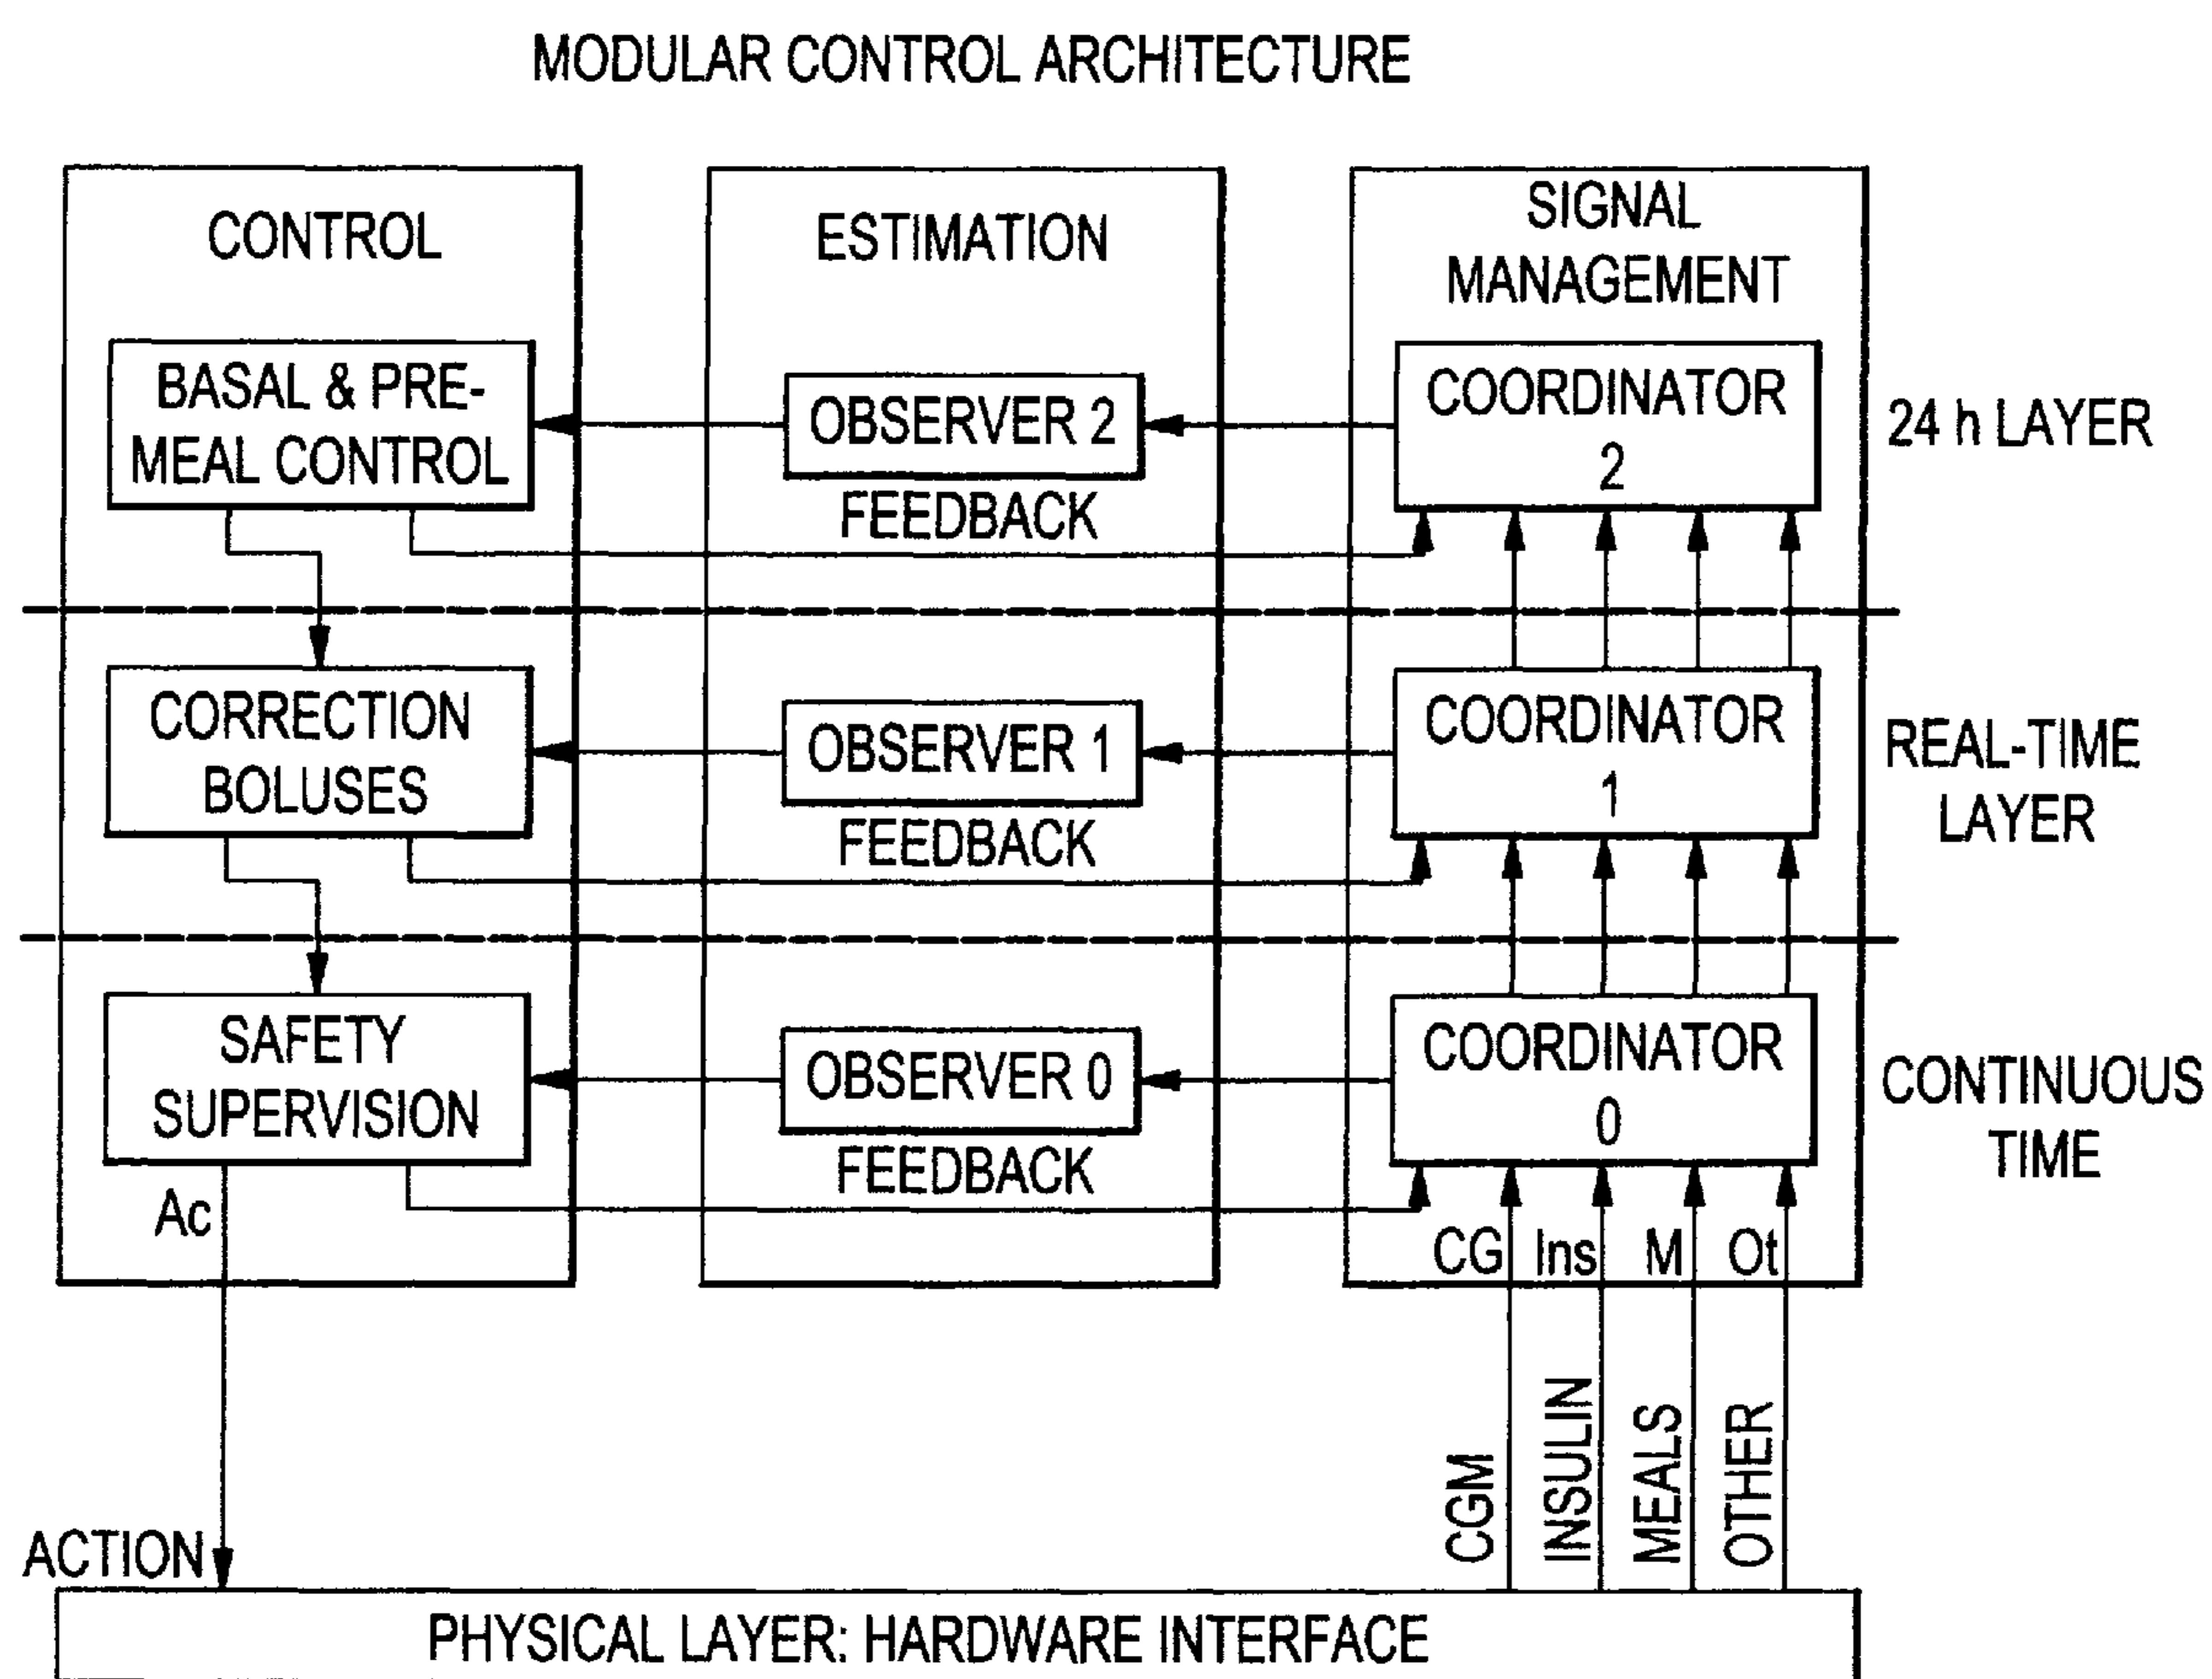 MODULAR CONTROL ARCHITECTURE
CONTROL
ESTIMATION
SIGNAL
MANAGEMENT
BASAL & PRE-
MEAL CONTROL
OBSERVER 2
FEEDBACK
COORDINATOR
2
24 h LAYER
CORRECTION
BOLUSES
OBSERVER 1
FEEDBACK
COORDINATOR
1
REAL-TIME
LAYER
SAFETY
SUPERVISION
OBSERVER 0
FEEDBACK
COORDINATOR
0
CONTINUOUS
TIME
Ac
CG
Ins
M
Ot
CGM
INSULIN
MEALS
OTHER
ACTION
PHYSICAL LAYER: HARDWARE INTERFACE